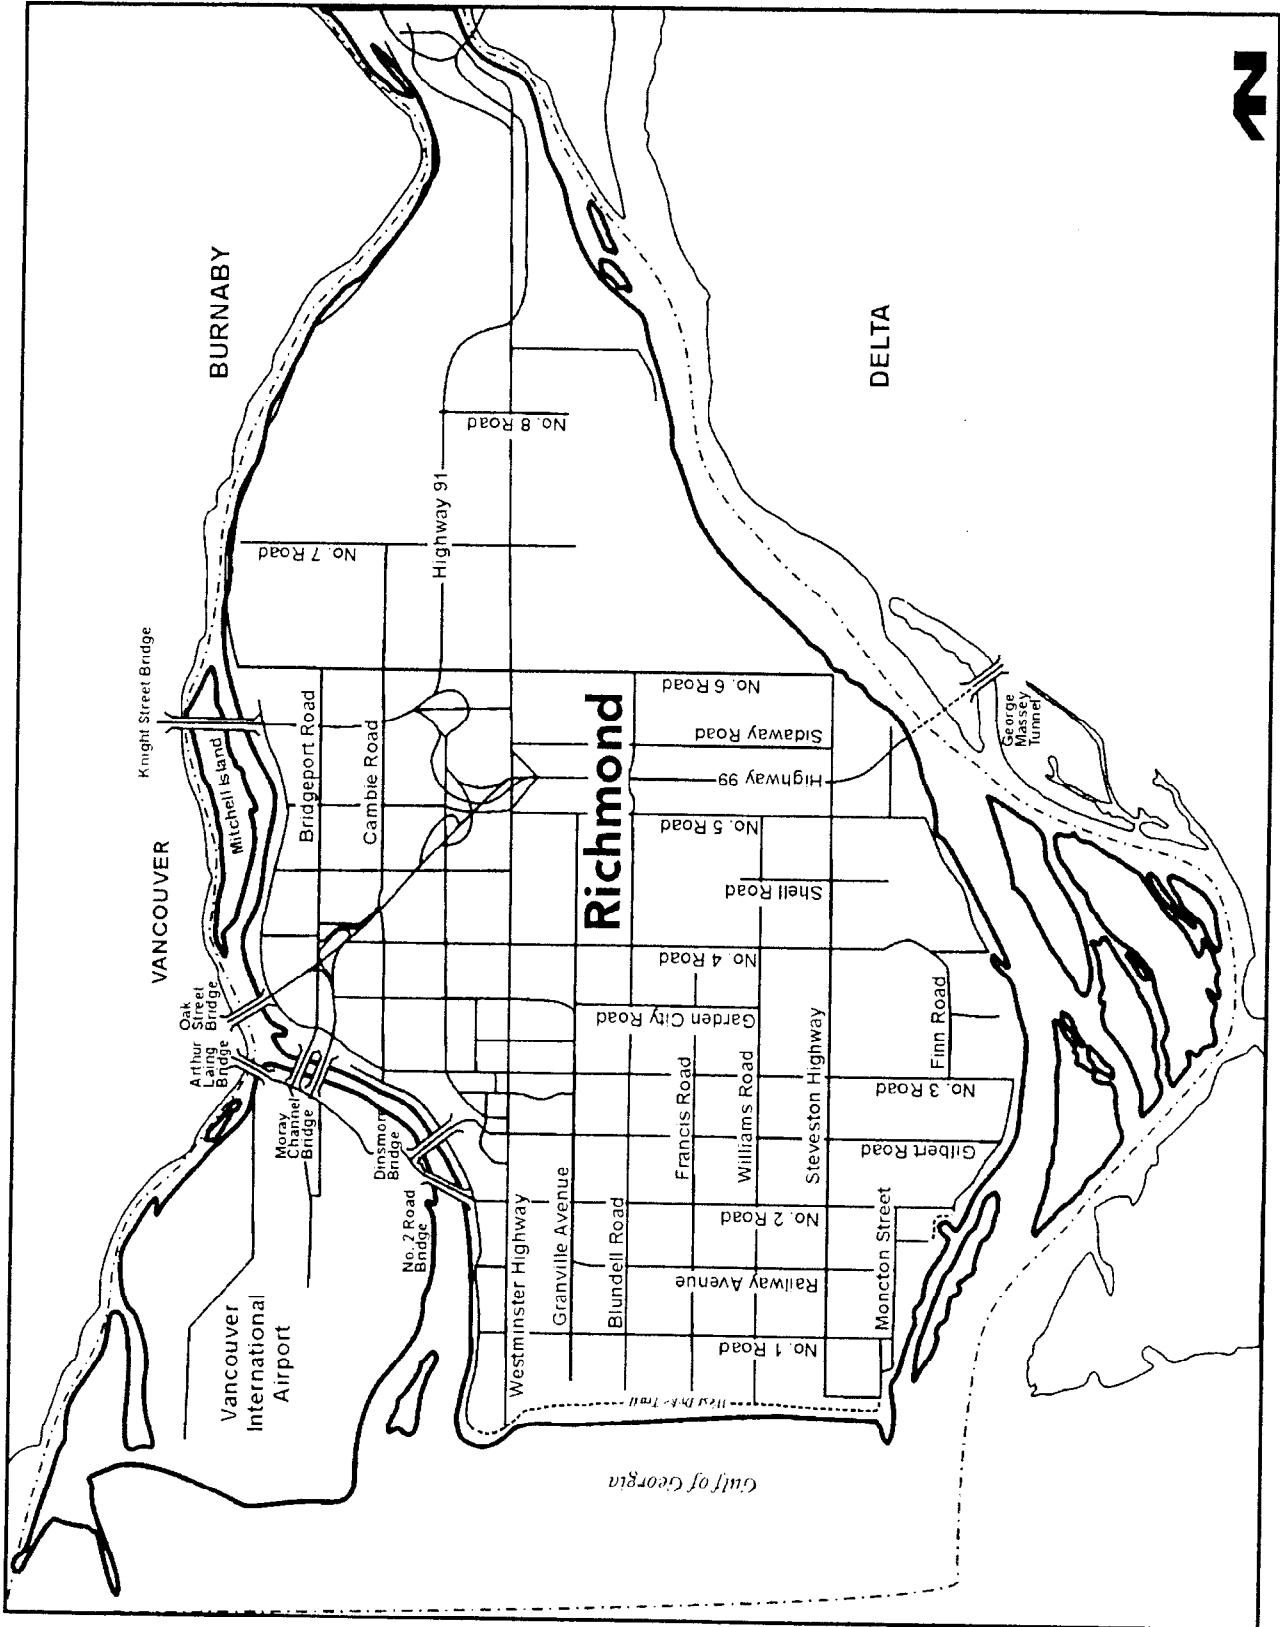 N
BURNABY
DELTA
VANCOUVER
Richmond
Knight Street Bridge
Mitchell Island
Oak
Street
Bridge
Arthur
Laing
Bridge
Moray
Channel
Bridge
Dinsmore
Bridge
No. 2 Road
Bridge
Vancouver
International
Airport
Bridgeport Road
Cambie Road
Highway 91
Westminster Highway
Granville Avenue
Blundell Road
Francis Road
Williams Road
Steveston Highway
Moncton Street
Finn Road
No. 8 Road
No. 7 Road
No. 6 Road
Sidaway Road
Highway 99
No. 5 Road
Shell Road
No. 4 Road
Garden City Road
No. 3 Road
Gilbert Road
No. 2 Road
Railway Avenue
No. 1 Road
West Dyke Trail
Gulf of Georgia
George
Massey
Tunnel